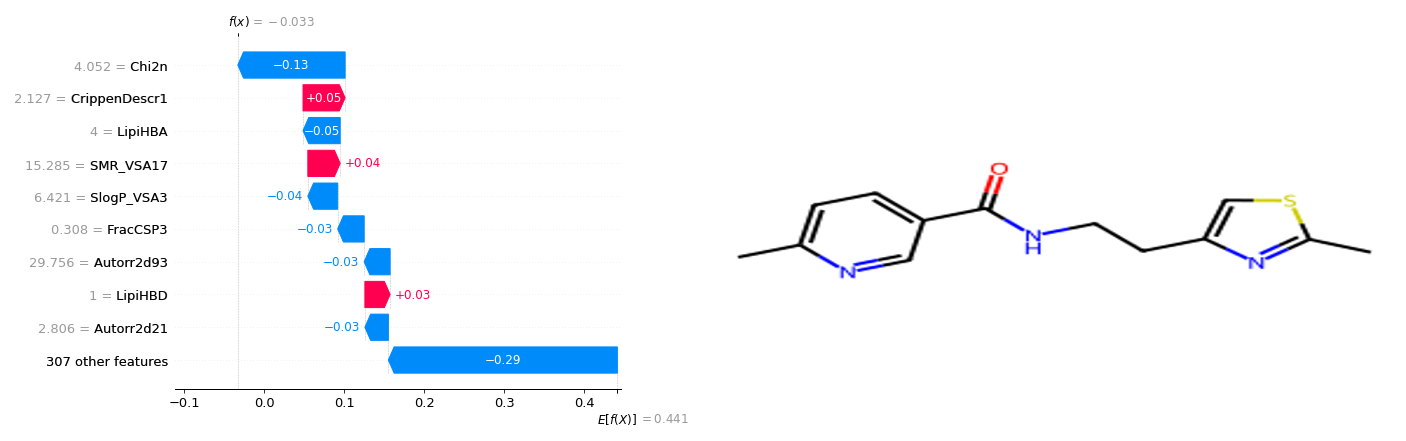 f(x) = −0.033
4.052 = Chi2n −0.13
2.127 = CrippenDescr1 +0.05
4 = LipiHBA −0.05
15.285 = SMR_VSA17 +0.04
6.421 = SlogP_VSA3 −0.04
0.308 = FracCSP3 −0.03
29.756 = Autorr2d93 −0.03
1 = LipiHBD +0.03
2.806 = Autorr2d21 −0.03
307 other features −0.29
−0.1 0.0 0.1 0.2 0.3 0.4
E[f(X)] = 0.441
N
O
N
H
N
S